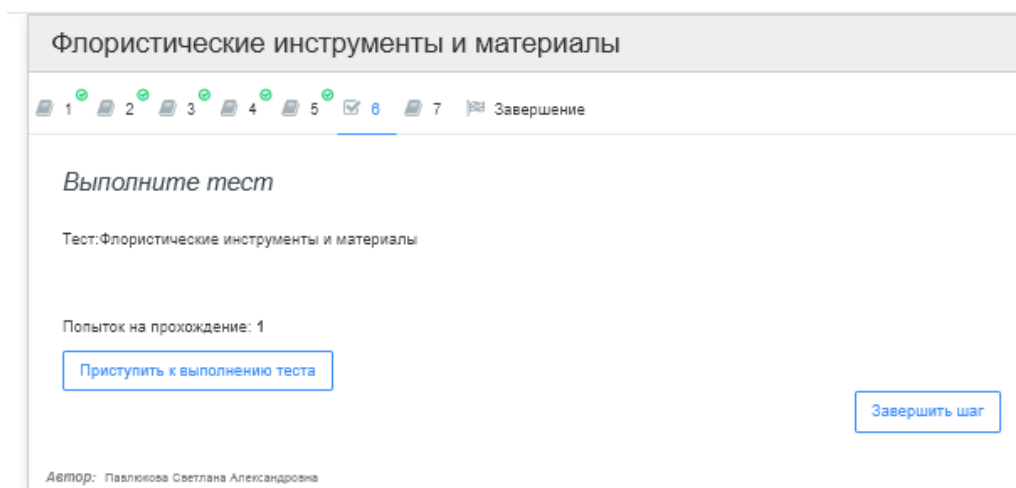 Флористические инструменты и материалы
1 2 3 4 5 6 7 Завершение
Выполните тест
Тест:Флористические инструменты и материалы
Попыток на прохождение: 1
Приступить к выполнению теста
Завершить шаг
Автор: Павлюкова Светлана Александровна